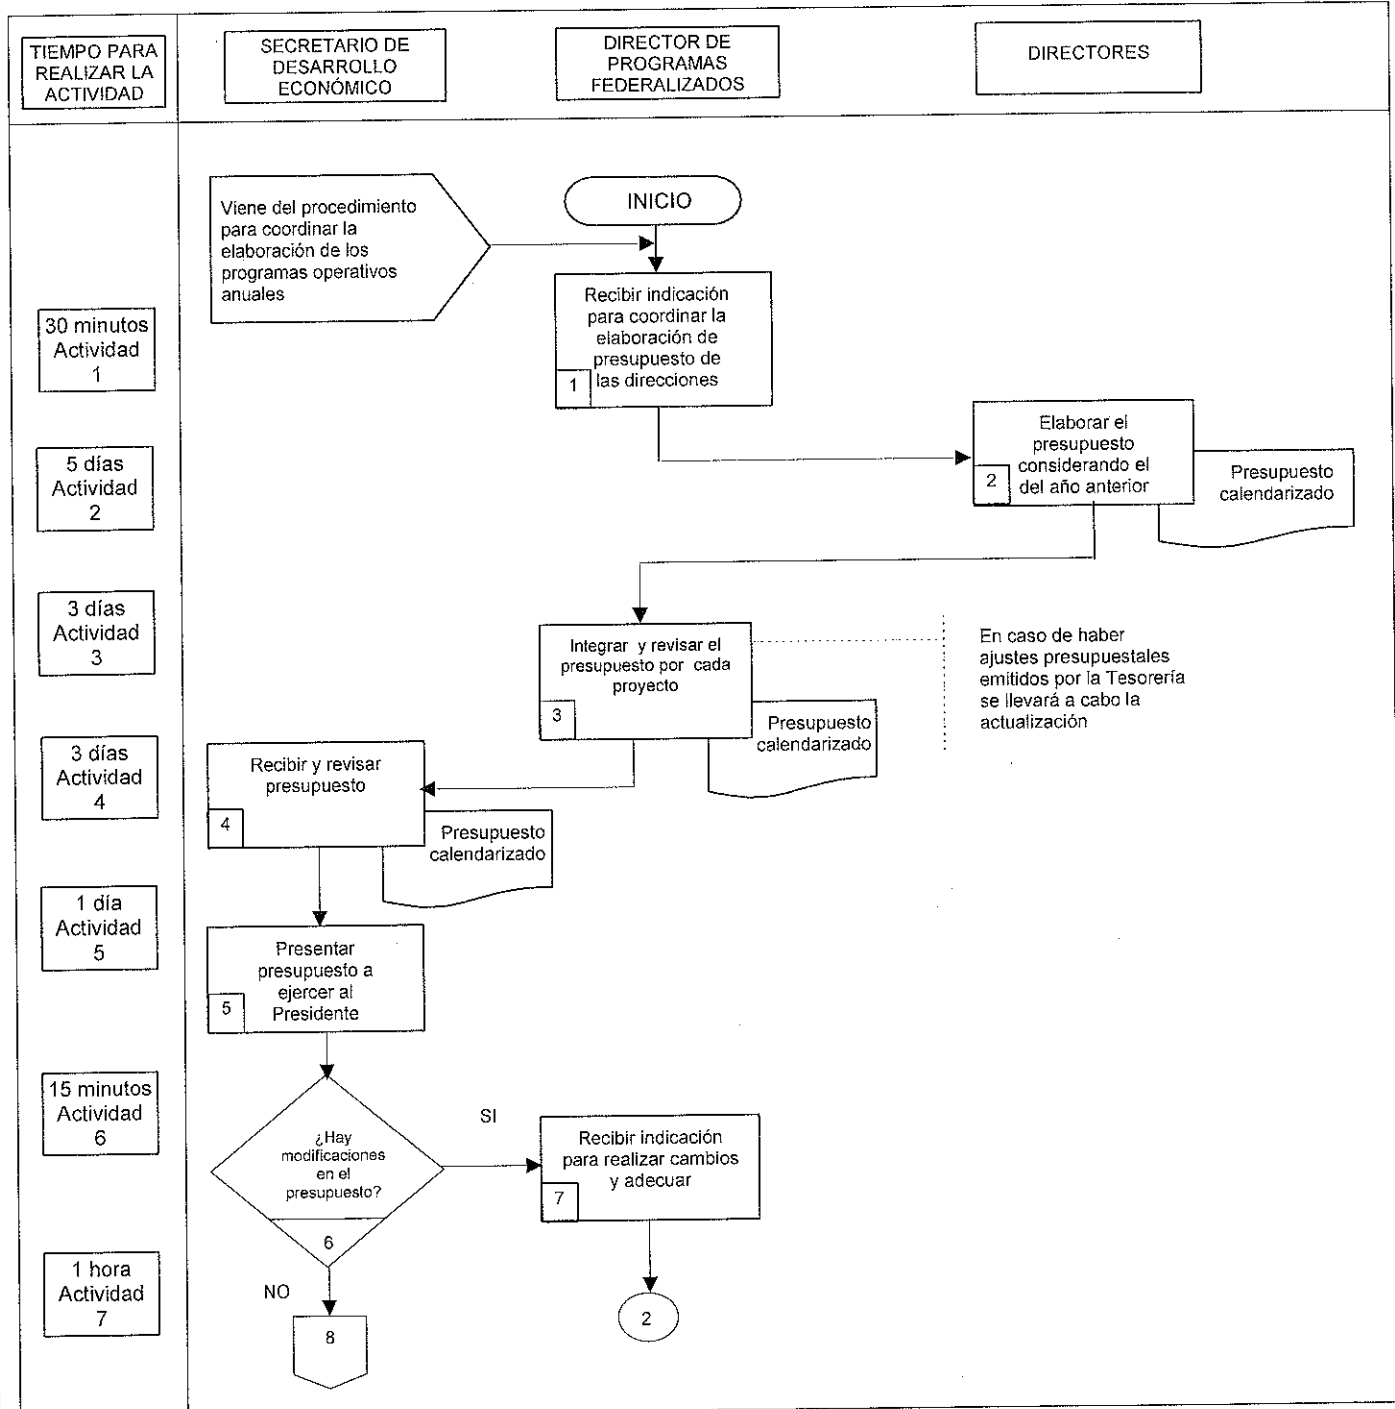 TIEMPO PARA
REALIZAR LA
ACTIVIDAD
SECRETARIO DE
DESARROLLO
ECONÓMICO
DIRECTOR DE
PROGRAMAS
FEDERALIZADOS
DIRECTORES
Viene del procedimiento
para coordinar la
elaboración de los
programas operativos
anuales
INICIO
30 minutos
Actividad
1
Recibir indicación
para coordinar la
elaboración de
presupuesto de
las direcciones
1
5 días
Actividad
2
Elaborar el
presupuesto
considerando el
del año anterior
2
Presupuesto
calendarizado
3 días
Actividad
3
Integrar y revisar el
presupuesto por cada
proyecto
3
Presupuesto
calendarizado
En caso de haber
ajustes presupuestales
emitidos por la Tesorería
se llevará a cabo la
actualización
3 días
Actividad
4
Recibir y revisar
presupuesto
4
Presupuesto
calendarizado
1 día
Actividad
5
Presentar
presupuesto a
ejercer al
Presidente
5
15 minutos
Actividad
6
¿Hay
modificaciones
en el
presupuesto?
6
SI
Recibir indicación
para realizar cambios
y adecuar
7
1 hora
Actividad
7
NO
8
2